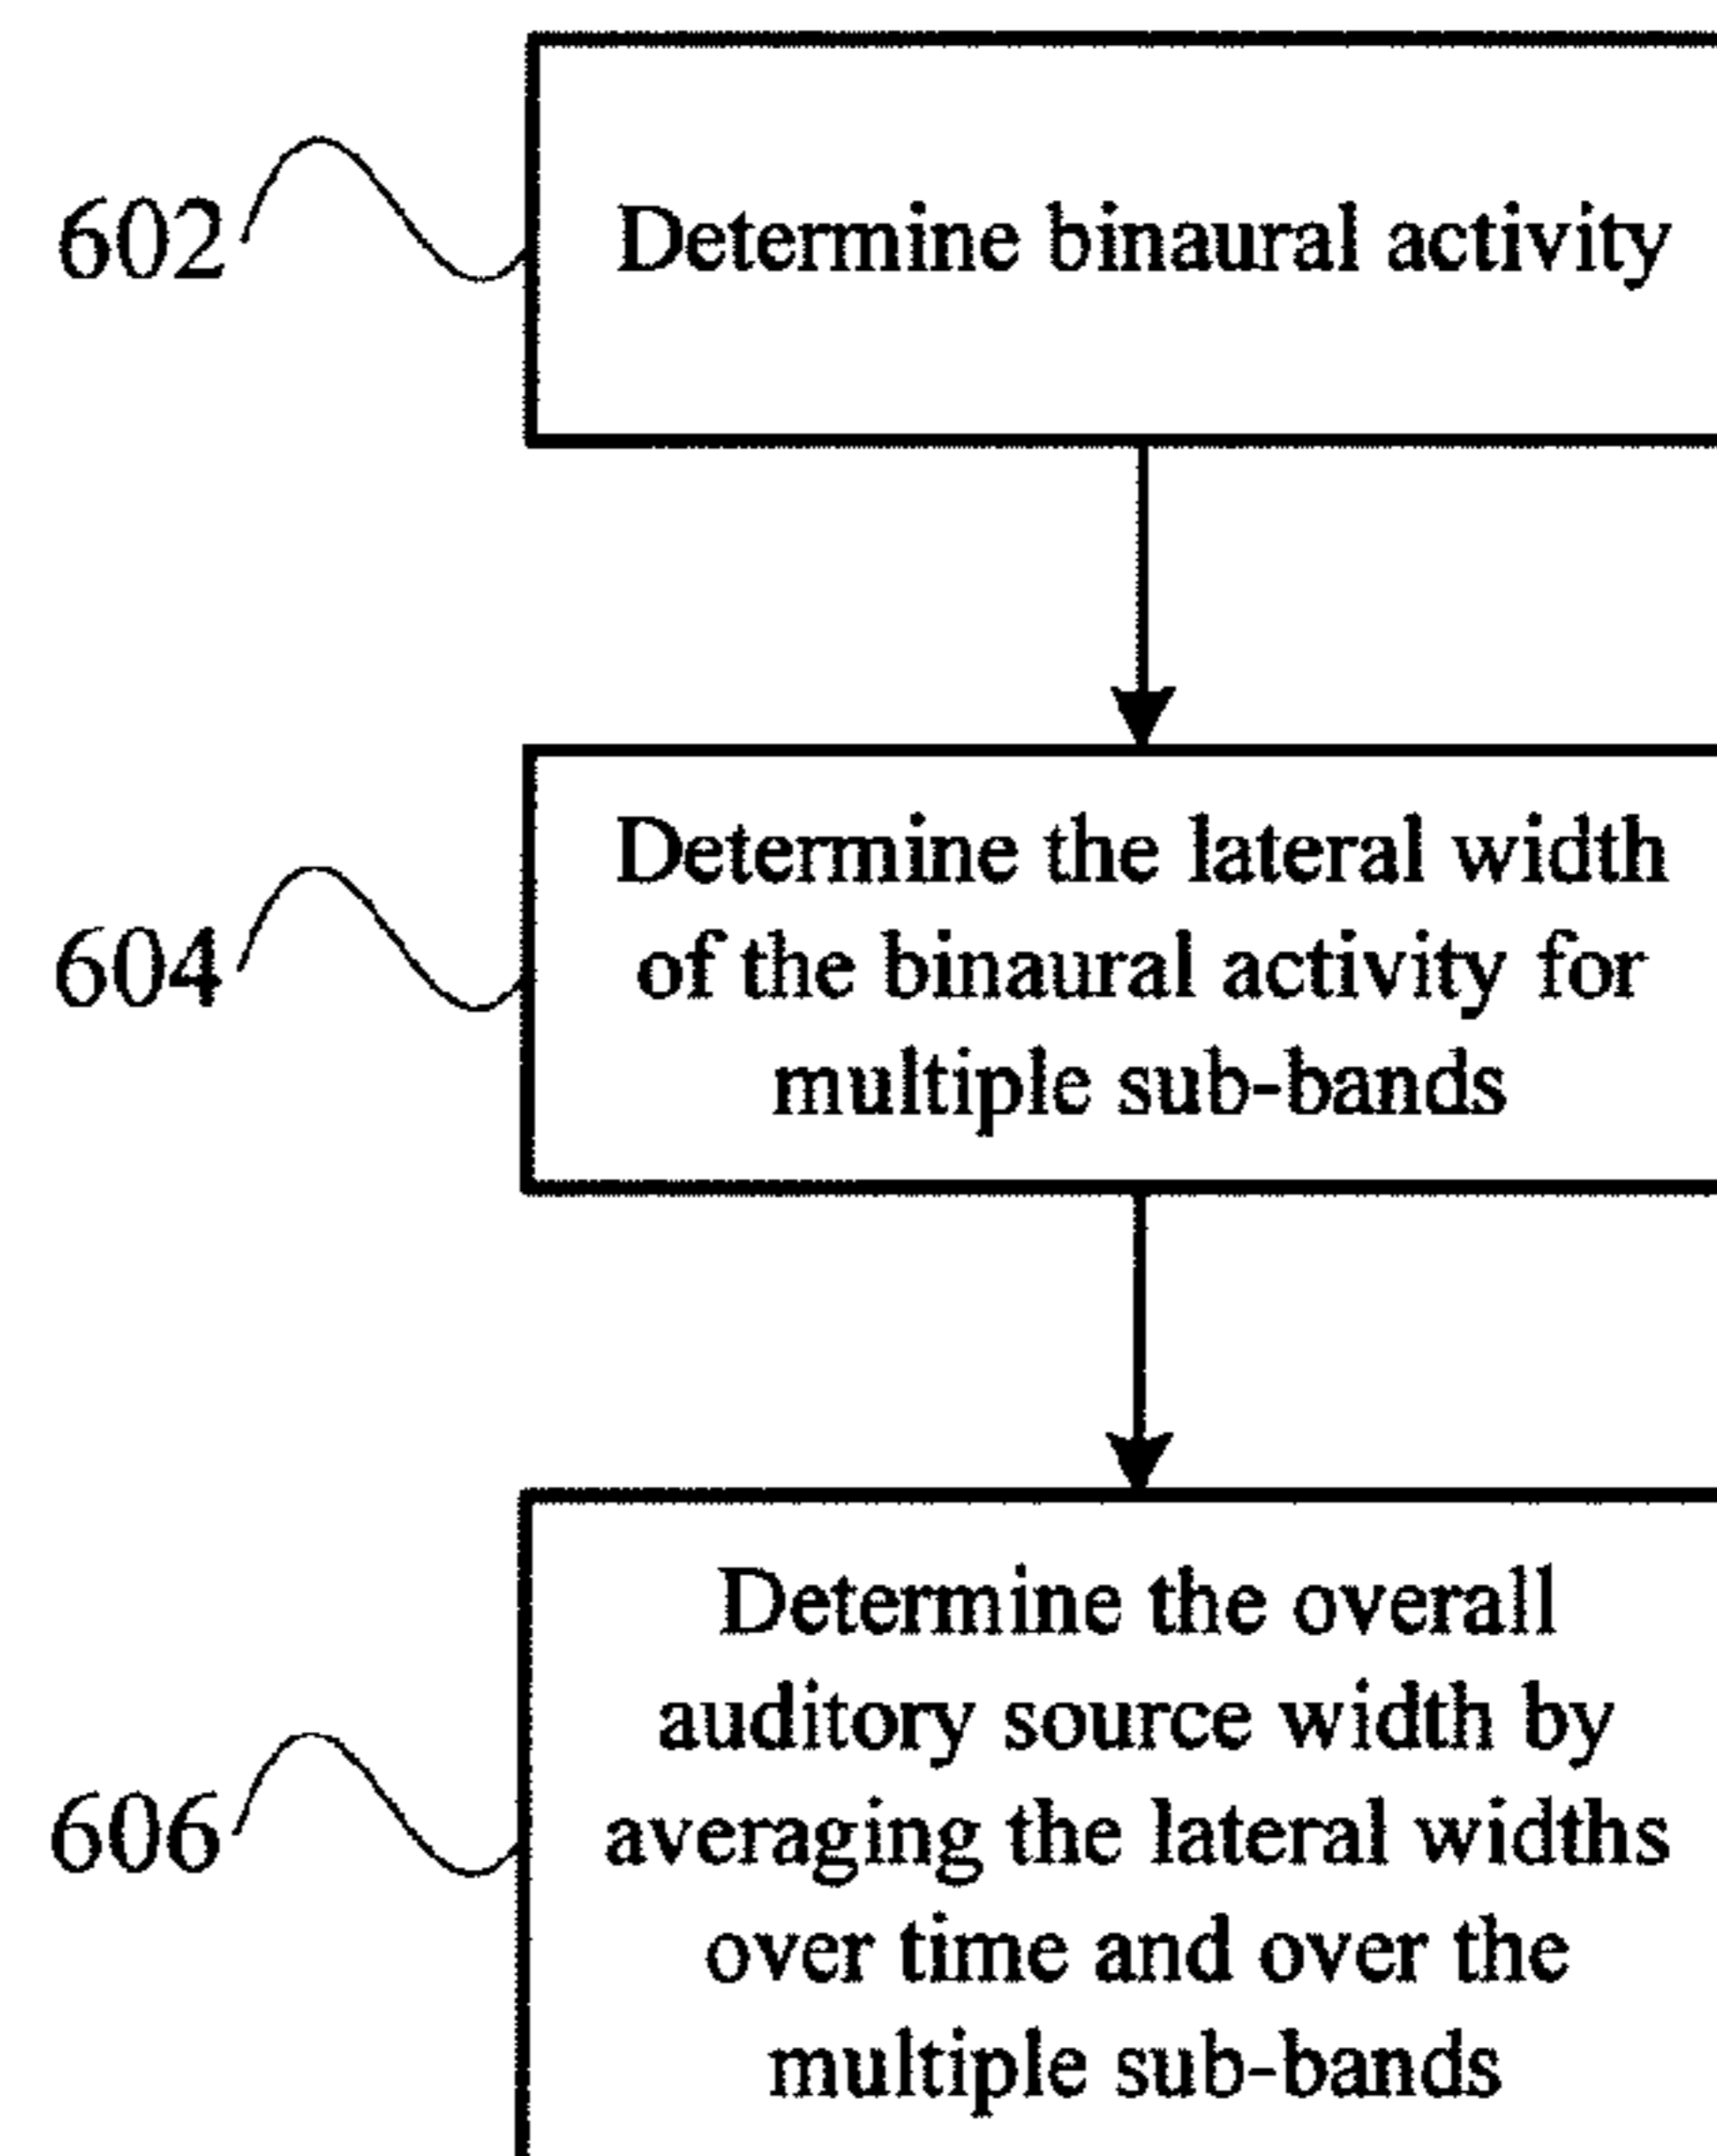 602
Determine binaural activity
604
Determine the lateral width
of the binaural activity for
multiple sub-bands
606
Determine the overall
auditory source width by
averaging the lateral widths
over time and over the
multiple sub-bands